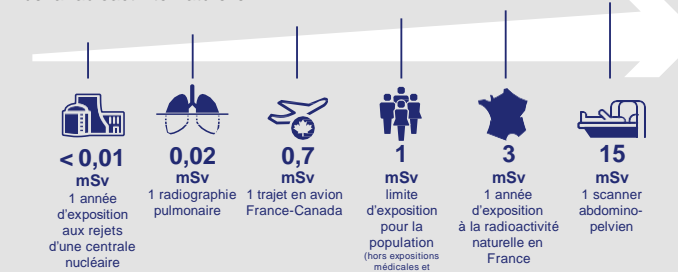 < 0,01
mSv
1 année
d'exposition
aux rejets
d'une centrale
nucléaire
0,02
mSv
1 radiographie
pulmonaire
0,7
mSv
1 trajet en avion
France-Canada
1
mSv
limite
d'exposition
pour la
population
(hors expositions
médicales et
3
mSv
1 année
d'exposition
à la radioactivité
naturelle en
France
15
mSv
1 scanner
abdomino-
pelvien